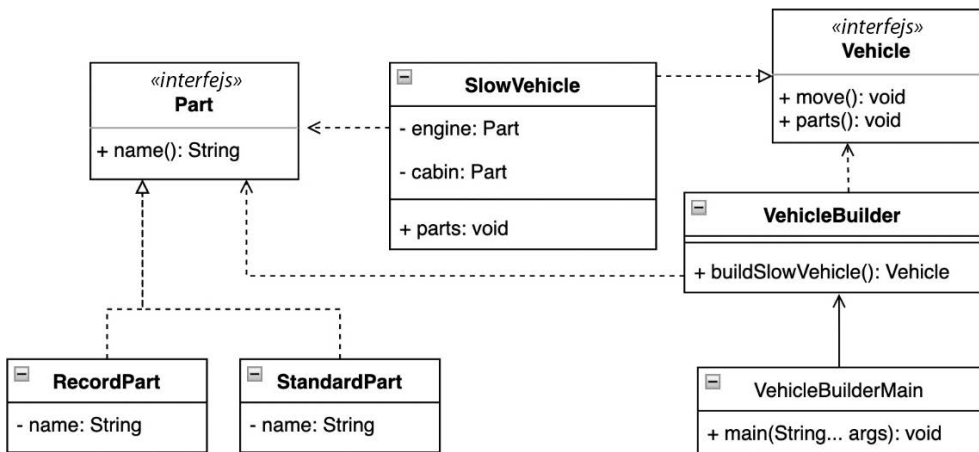 «interfejs»
Part
+ name(): String
SlowVehicle
- engine: Part
- cabin: Part
+ parts: void
«interfejs»
Vehicle
+ move(): void
+ parts(): void
VehicleBuilder
+ buildSlowVehicle(): Vehicle
RecordPart
- name: String
StandardPart
- name: String
VehicleBuilderMain
+ main(String... args): void